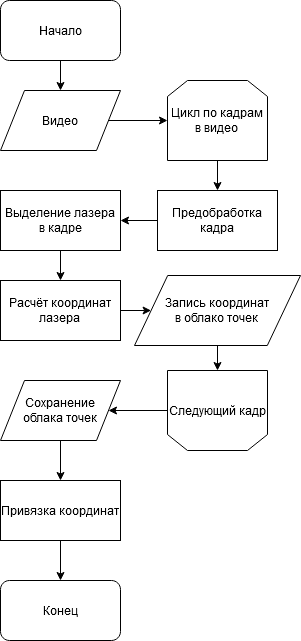 Начало
Видео
Цикл по кадрам
в видео
Предобработка
кадра
Выделение лазера
в кадре
Расчёт координат
лазера
Запись координат
в облако точек
Следующий кадр
Сохранение
облака точек
Привязка координат
Конец